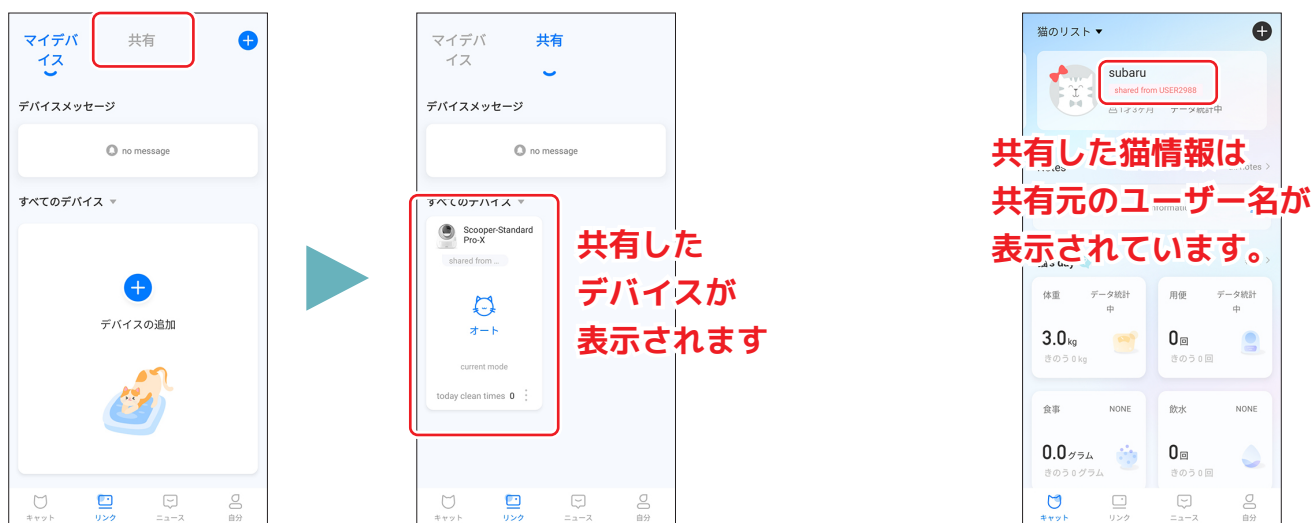 マイデバ
イス
共有
デバイスメッセージ
no message
すべてのデバイス
デバイスの追加
キャット
リンク
ニュース
自分
マイデバ
イス
共有
デバイスメッセージ
no message
すべてのデバイス
Scooper-Standard
Pro-X
shared from ...
オート
current mode
today clean times 0
キャット
リンク
ニュース
自分
共有した
デバイスが
表示されます
猫のリスト
subaru
shared from USER2988
1才3ヶ月 データ統計中
共有した猫情報は
共有元のユーザー名が
表示されています。
Notes
体重 データ統計
中
3.0kg
きのう 0 kg
用便 データ統計
中
0回
きのう 0 回
食事 NONE
0.0グラム
きのう 0 グラム
飲水 NONE
0回
きのう 0 回
キャット
リンク
ニュース
自分